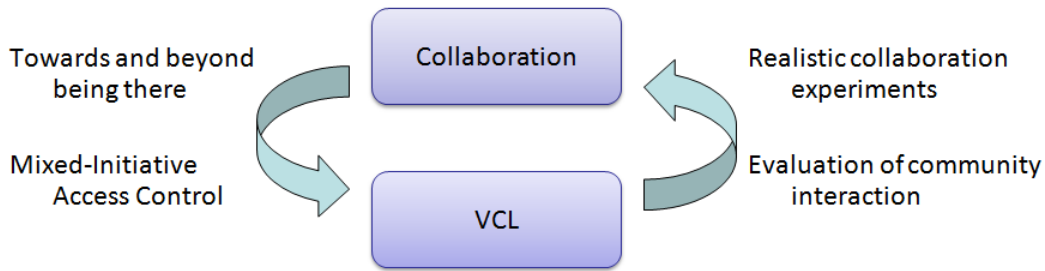 Towards and beyond
being there
Mixed-Initiative
Access Control
Collaboration
VCL
Realistic collaboration
experiments
Evaluation of community
interaction